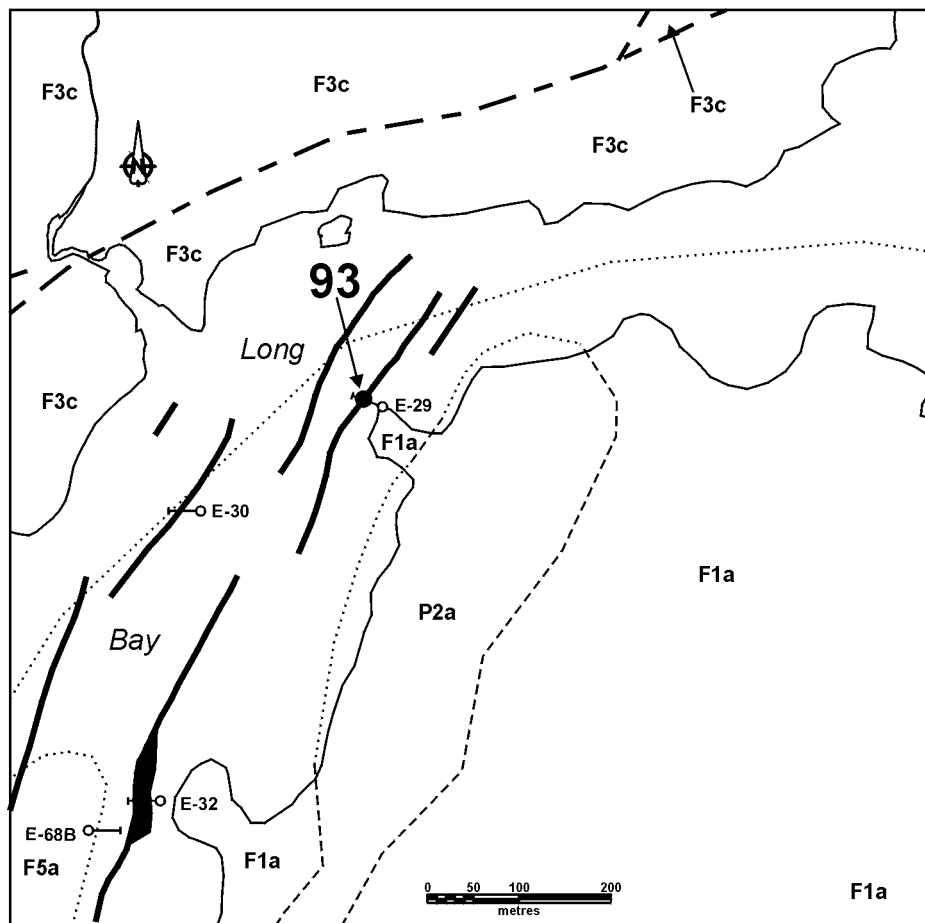 F3c
F3c
F3c
F3c
N
F3c
93
Long
F3c
E-29
F1a
E-30
F1a
P2a
Bay
E-32
E-68B
F5a
F1a
F1a
0 50 100 200
metres